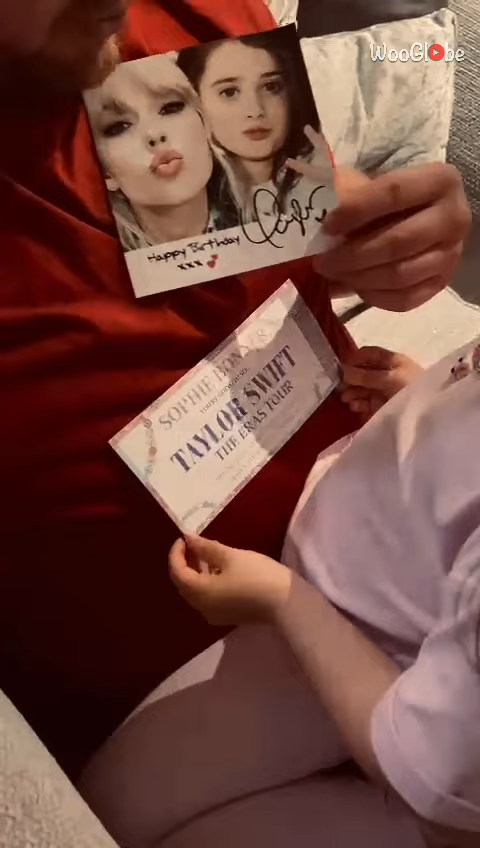 WooGlobe
Happy Birthday
xxx
SOPHIE
TAYLOR SWIFT
THE ERAS TOUR